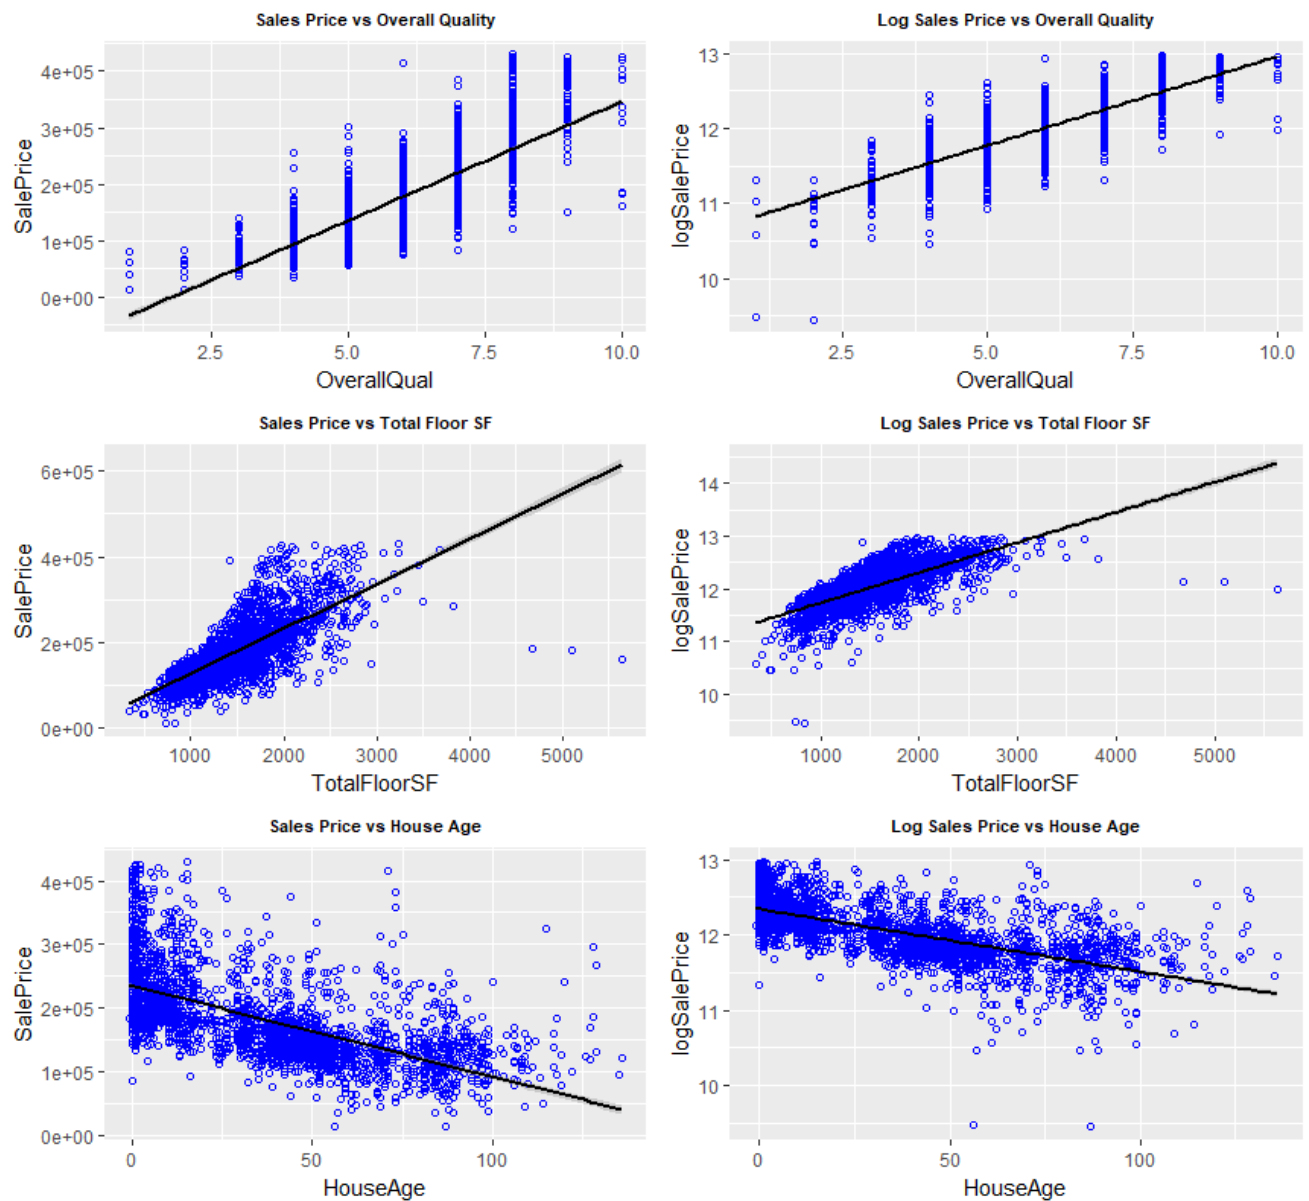 Sales Price vs Overall Quality
4e+05
3e+05
2e+05
1e+05
0e+00
SalePrice
2.5 5.0 7.5 10.0
OverallQual
Log Sales Price vs Overall Quality
13
12
11
10
logSalePrice
2.5 5.0 7.5 10.0
OverallQual
Sales Price vs Total Floor SF
6e+05
4e+05
2e+05
0e+00
SalePrice
1000 2000 3000 4000 5000
TotalFloorSF
Log Sales Price vs Total Floor SF
14
13
12
11
10
logSalePrice
1000 2000 3000 4000 5000
TotalFloorSF
Sales Price vs House Age
4e+05
3e+05
2e+05
1e+05
0e+00
SalePrice
0 50 100
HouseAge
Log Sales Price vs House Age
13
12
11
10
logSalePrice
0 50 100
HouseAge